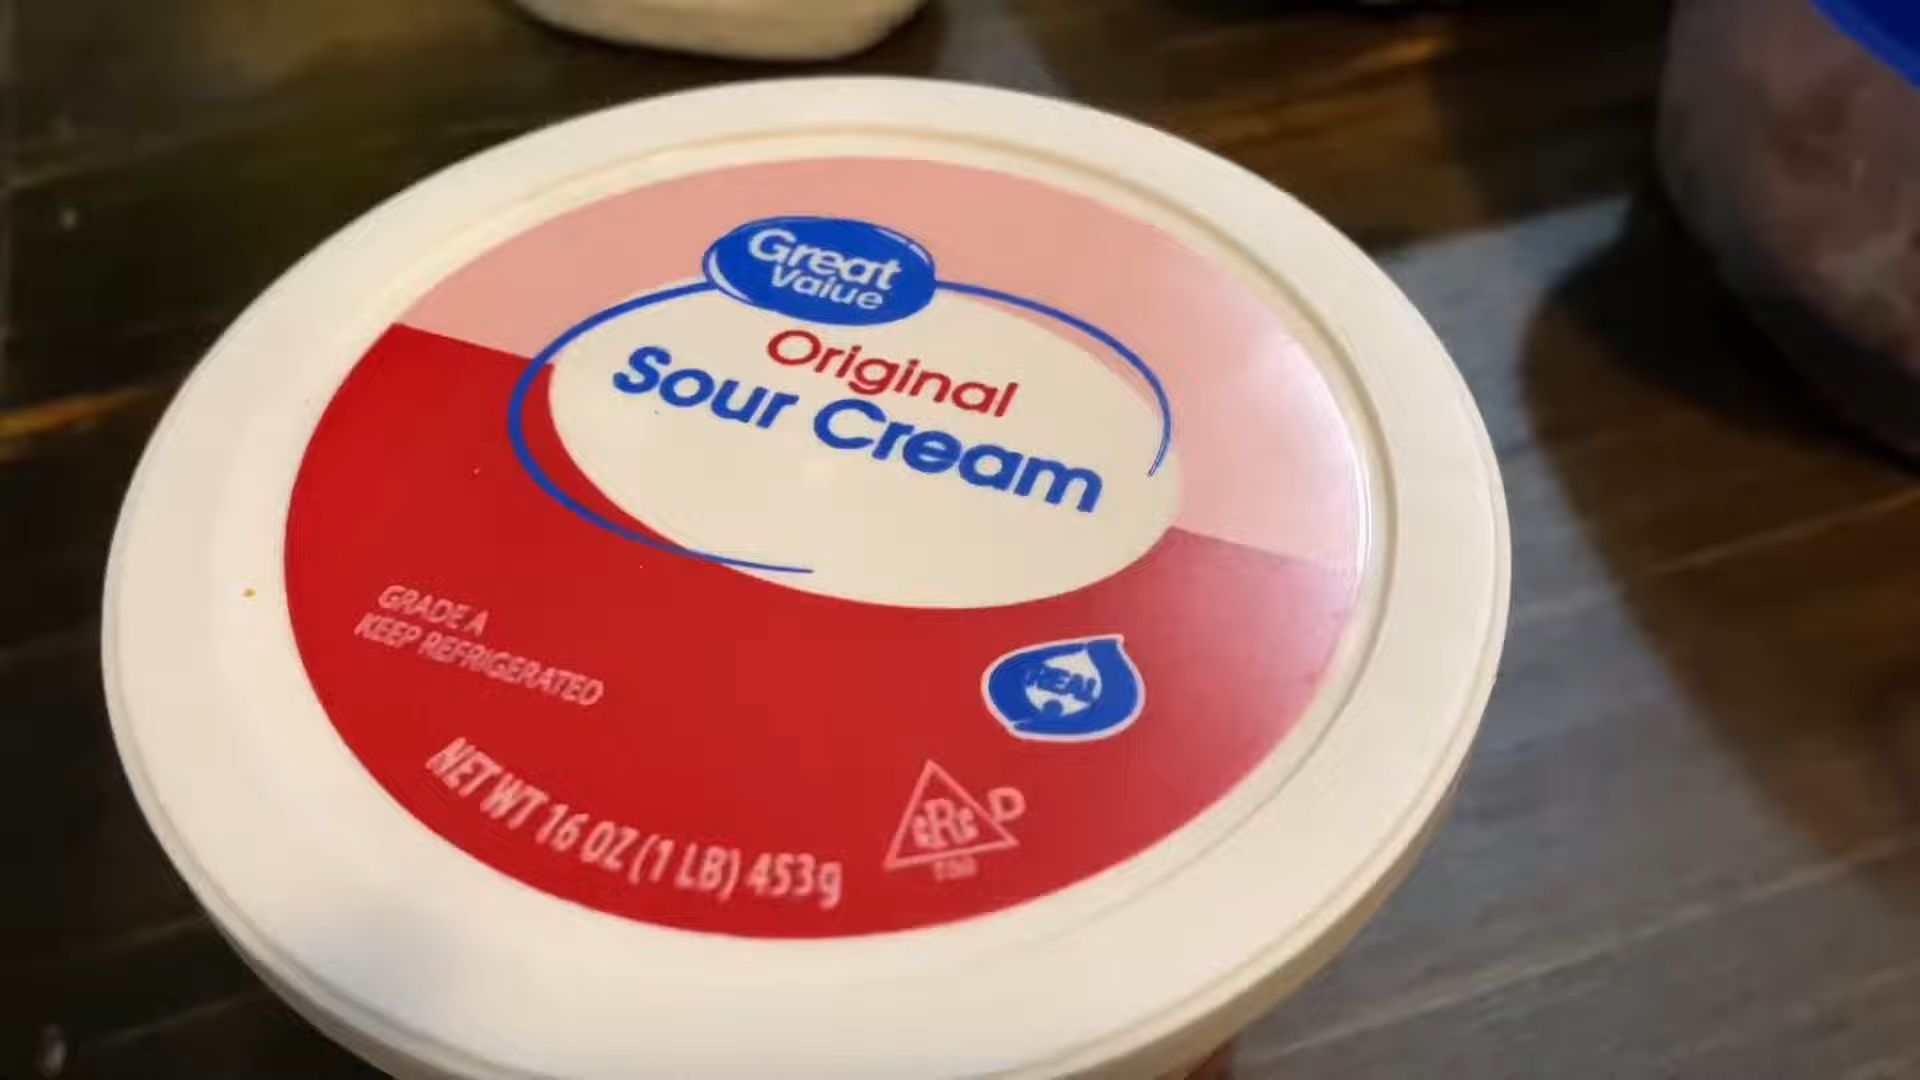 Great
Value
Original
Sour Cream
GRADE A
KEEP REFRIGERATED
REAL
NET WT 16 OZ (1 LB) 453g
D